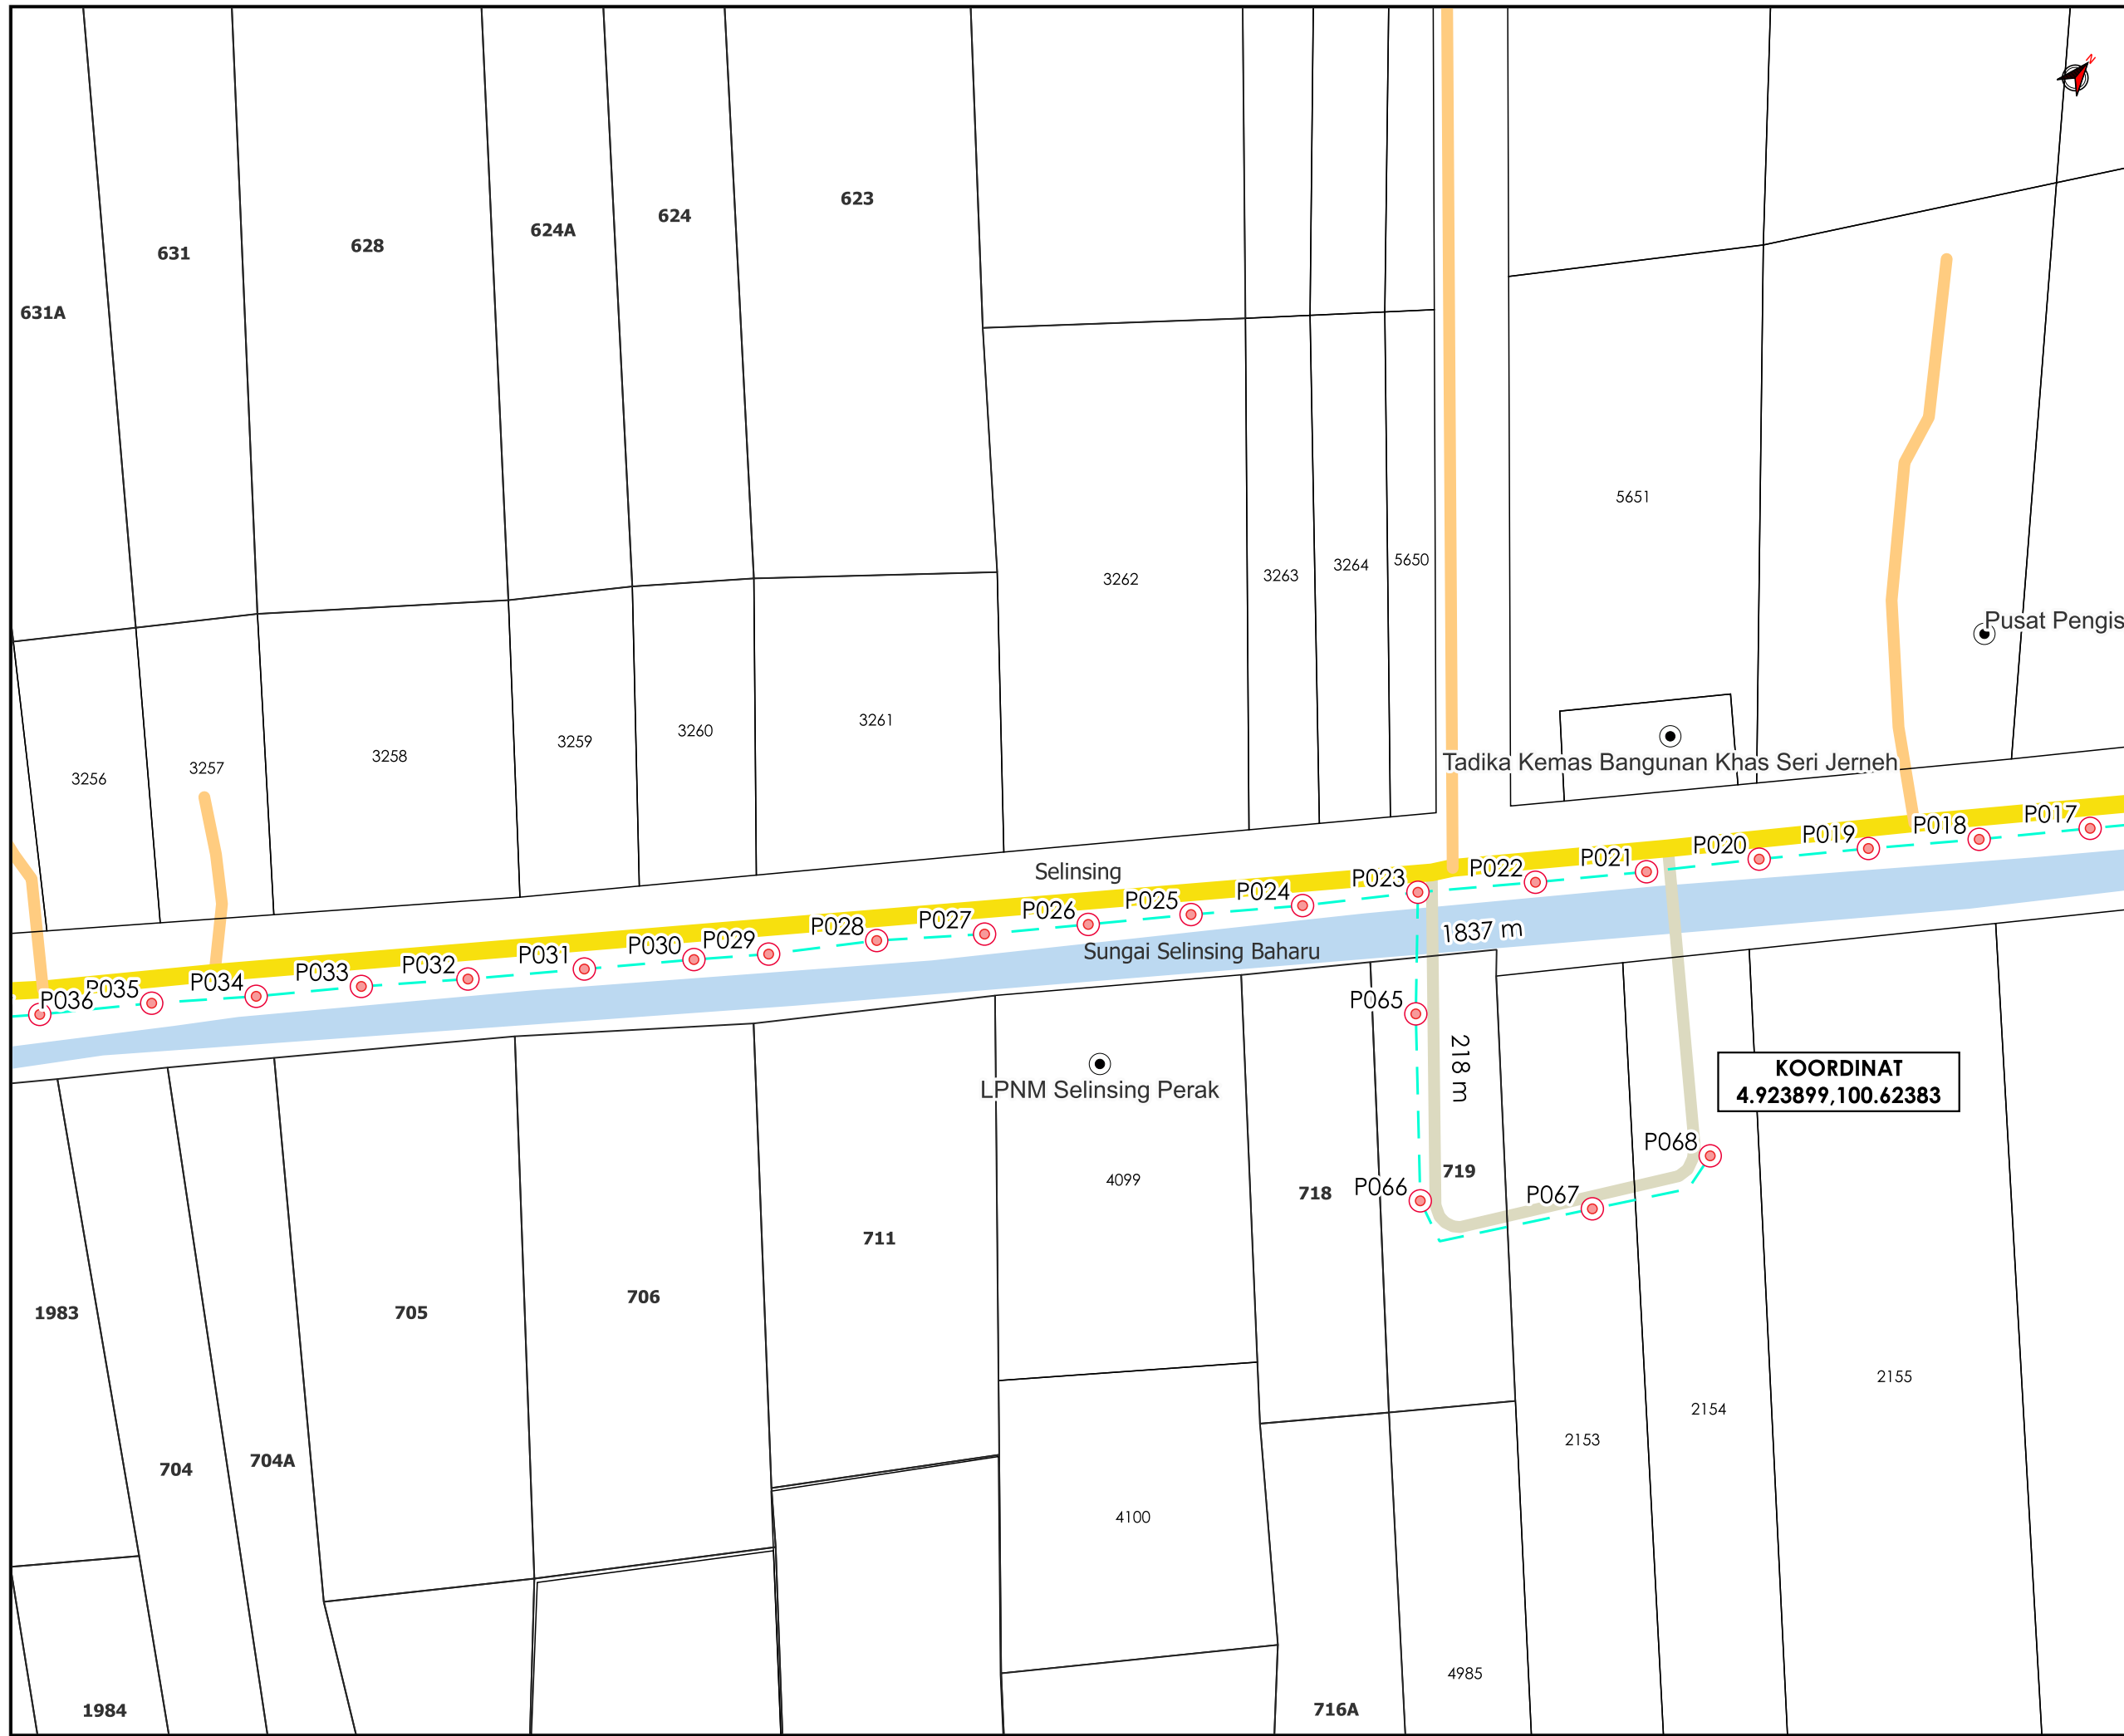 N
623
624
624A
628
631
631A
5651
5650
3264
3263
3262
Pusat Pengis
3261
3260
3259
3258
3257
3256
Tadika Kemas Bangunan Khas Seri Jerneh
P017
P018
P019
P020
P021
P022
P023
P024
P025
P026
P027
P028
P029
P030
P031
P032
P033
P034
P035
P036
Selinsing
1837 m
Sungai Selinsing Baharu
P065
218 m
LPNM Selinsing Perak
KOORDINAT
4.923899,100.62383
P068
P066
719
P067
4099
718
711
706
705
1983
2155
2154
2153
704A
704
4100
4985
716A
1984